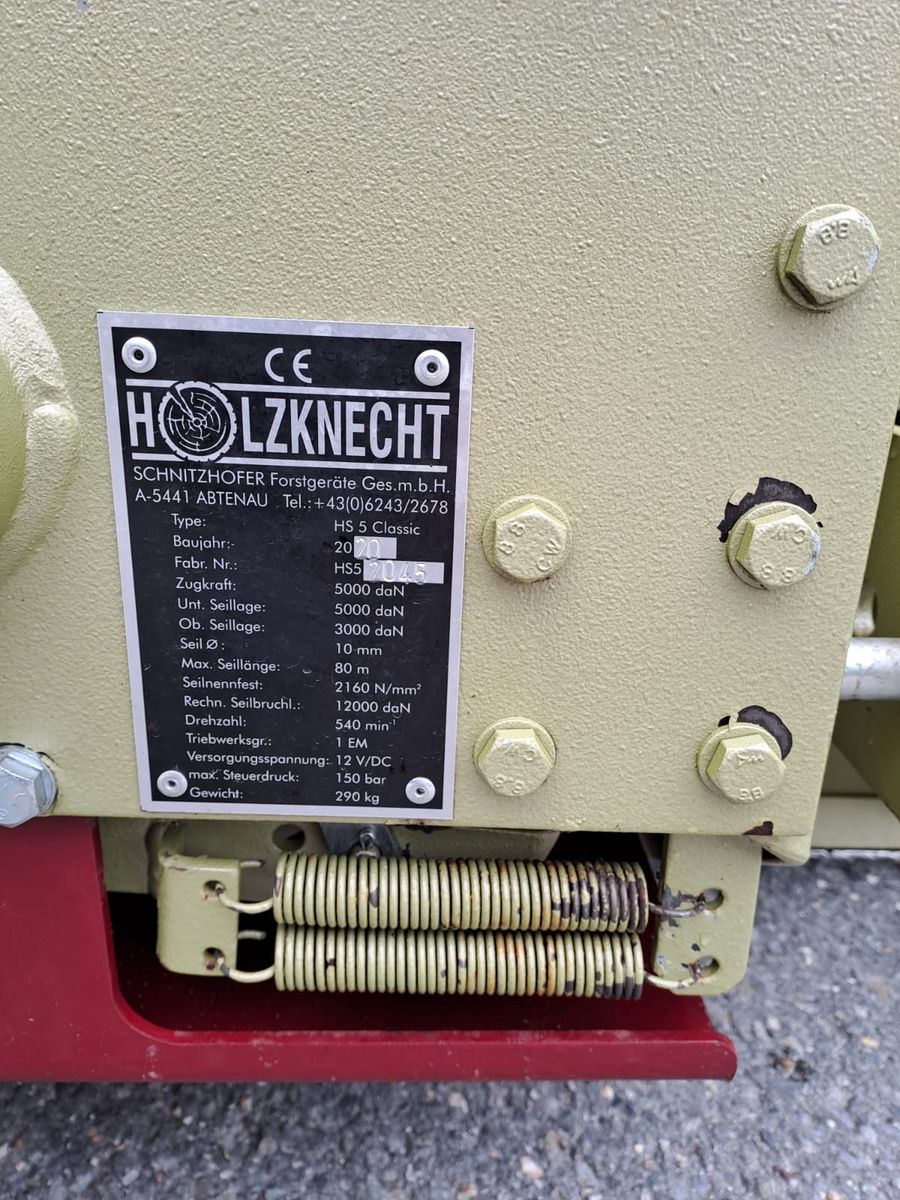 CE
HOLZKNECHT
SCHNITZHOFER Forstgeräte Ges.m.b.H.
A-5441 ABTENAU Tel.:+43(0)6243/2678
Type: HS 5 Classic
Baujahr:- 2020
Fabr. Nr.: HS5 2045
Zugkraft: 5000 daN
Unt. Seillage: 5000 daN
Ob. Seillage: 3000 daN
Seil Ø: 10 mm
Max. Seillänge: 80 m
Seilnennfest: 2160 N/mm²
Rechn. Seilbruchl.: 12000 daN
Drehzahl: 540 min⁻¹
Triebwerksgr.: 1 EM
Versorgungsspannung: 12 V/DC
max. Steuerdruck: 150 bar
Gewicht: 290 kg
8.8
8.8
8.8
8.8
8.8